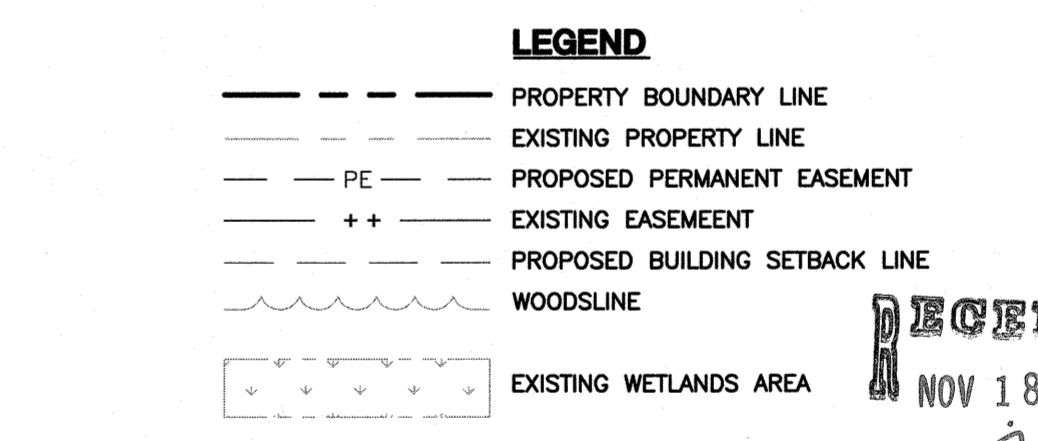 LEGEND
PROPERTY BOUNDARY LINE
EXISTING PROPERTY LINE
PE PROPOSED PERMANENT EASEMENT
++ EXISTING EASEMEENT
PROPOSED BUILDING SETBACK LINE
WOODSLINE
EXISTING WETLANDS AREA
NOV 18